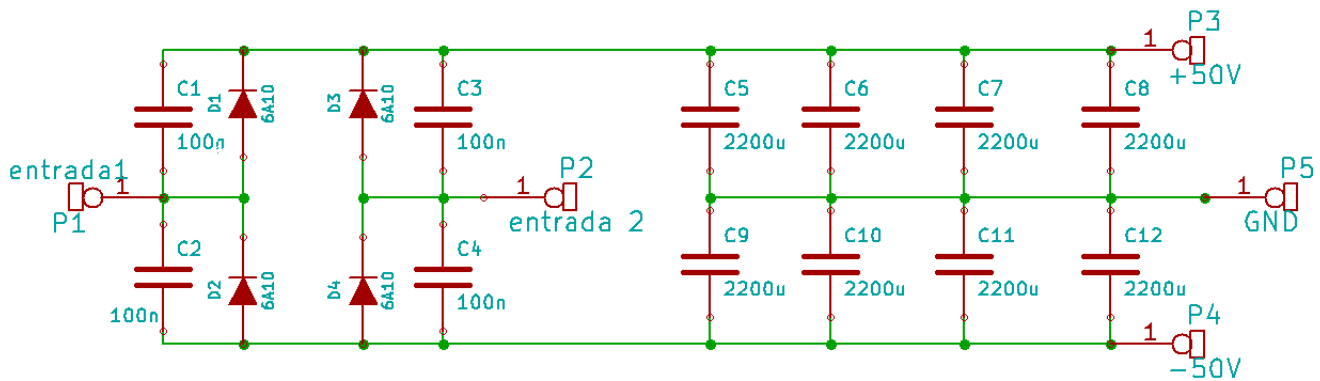 P3
1
+50V
C1
100n
D1
6A10
D3
6A10
C3
100n
C5
2200u
C6
2200u
C7
2200u
C8
2200u
entrada1
1
P1
P2
1
entrada 2
P5
1
GND
C2
100n
D2
6A10
D4
6A10
C4
100n
C9
2200u
C10
2200u
C11
2200u
C12
2200u
P4
1
-50V